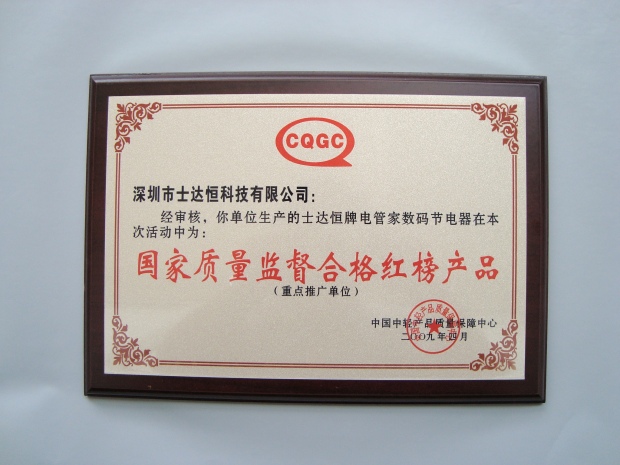 CQGC
深圳市士达恒科技有限公司：
经审核，你单位生产的士达恒牌电管家数码节电器在本
次活动中为：
国家质量监督合格红榜产品
（重点推广单位）
中国中轻产品质量保障中心
二〇〇九年四月